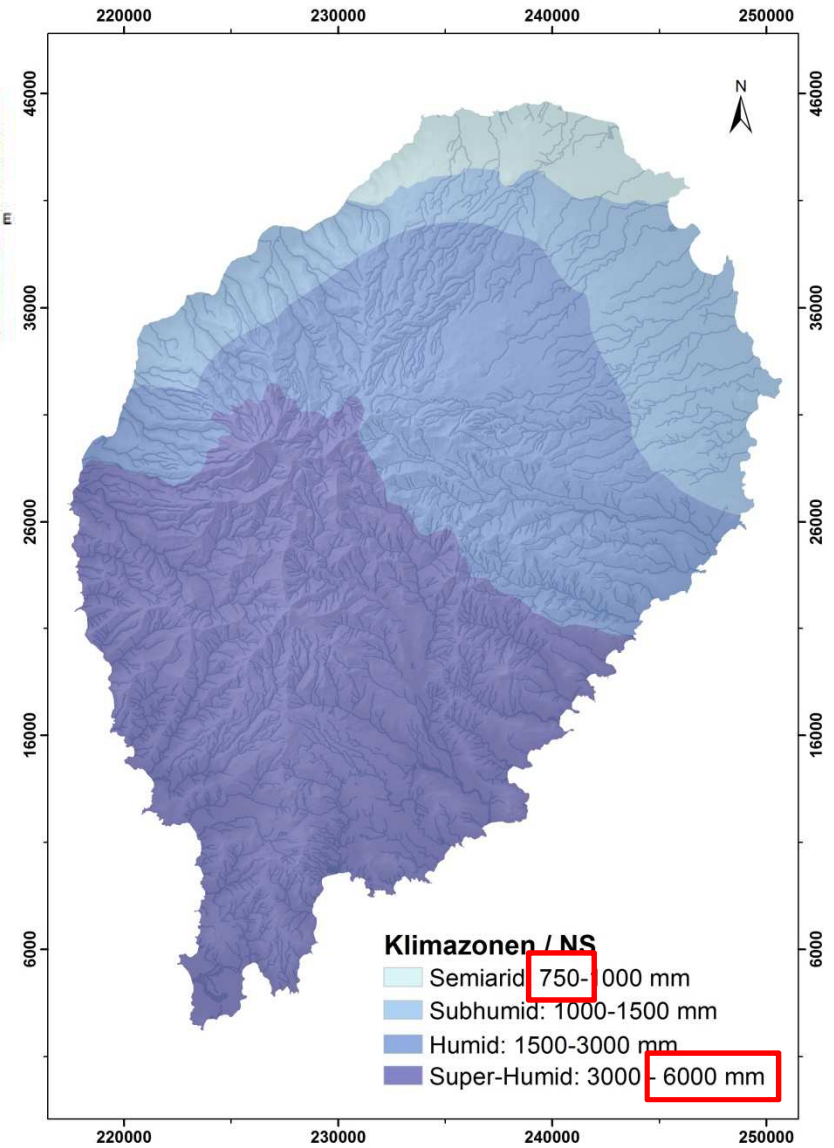 220000 230000 240000 250000
46000 46000
N
E
36000 36000
26000 26000
16000 16000
6000 6000
Klimazonen / NS
Semiarid: 750-1000 mm
Subhumid: 1000-1500 mm
Humid: 1500-3000 mm
Super-Humid: 3000 - 6000 mm
220000 230000 240000 250000